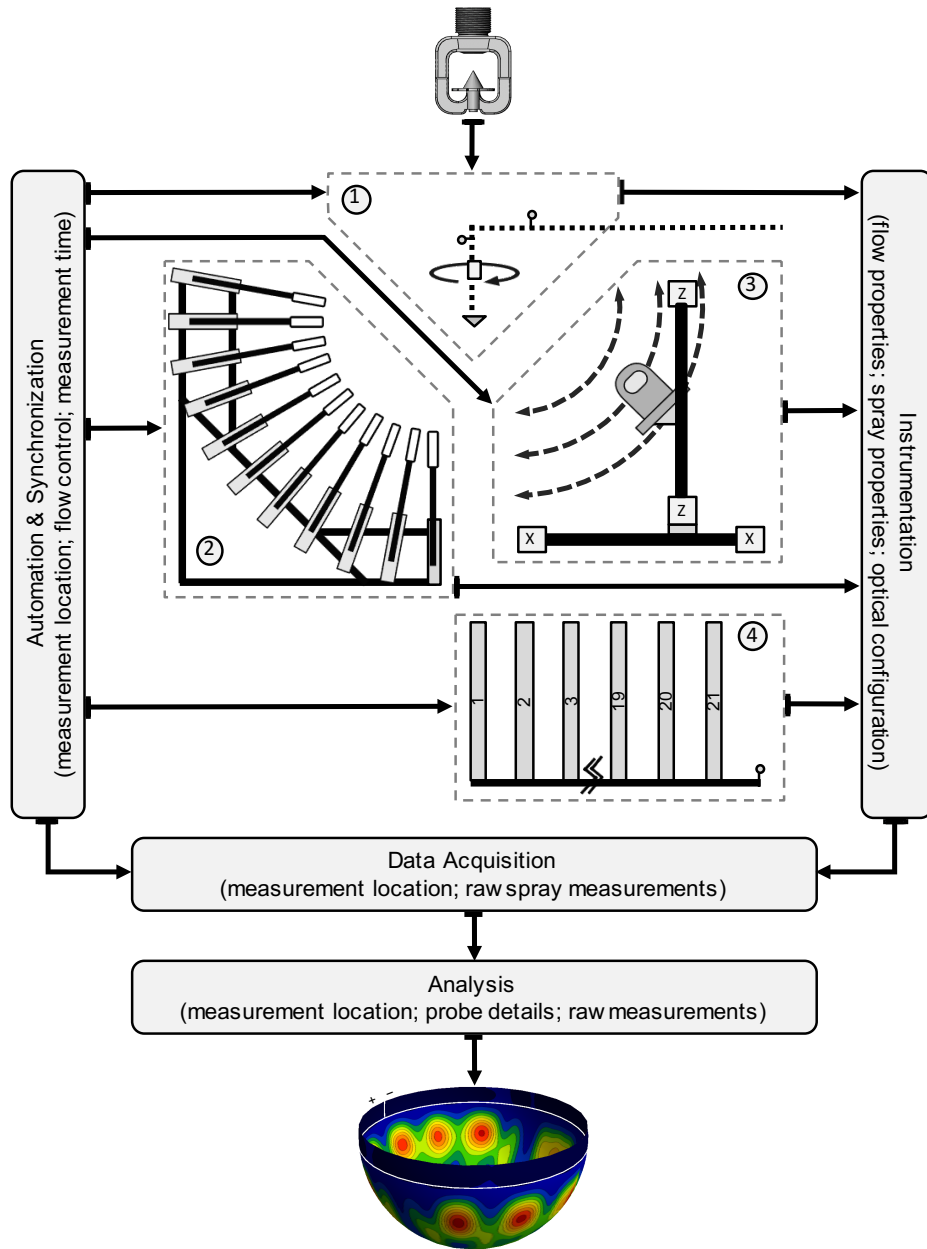 1
Automation & Synchronization
(measurement location; flow control; measurement time)
2
Z
3
Z
X
X
Instrumentation
(flow properties; spray properties; optical configuration)
4
1
2
3
19
20
21
Data Acquisition
(measurement location; raw spray measurements)
Analysis
(measurement location; probe details; raw measurements)
+ −